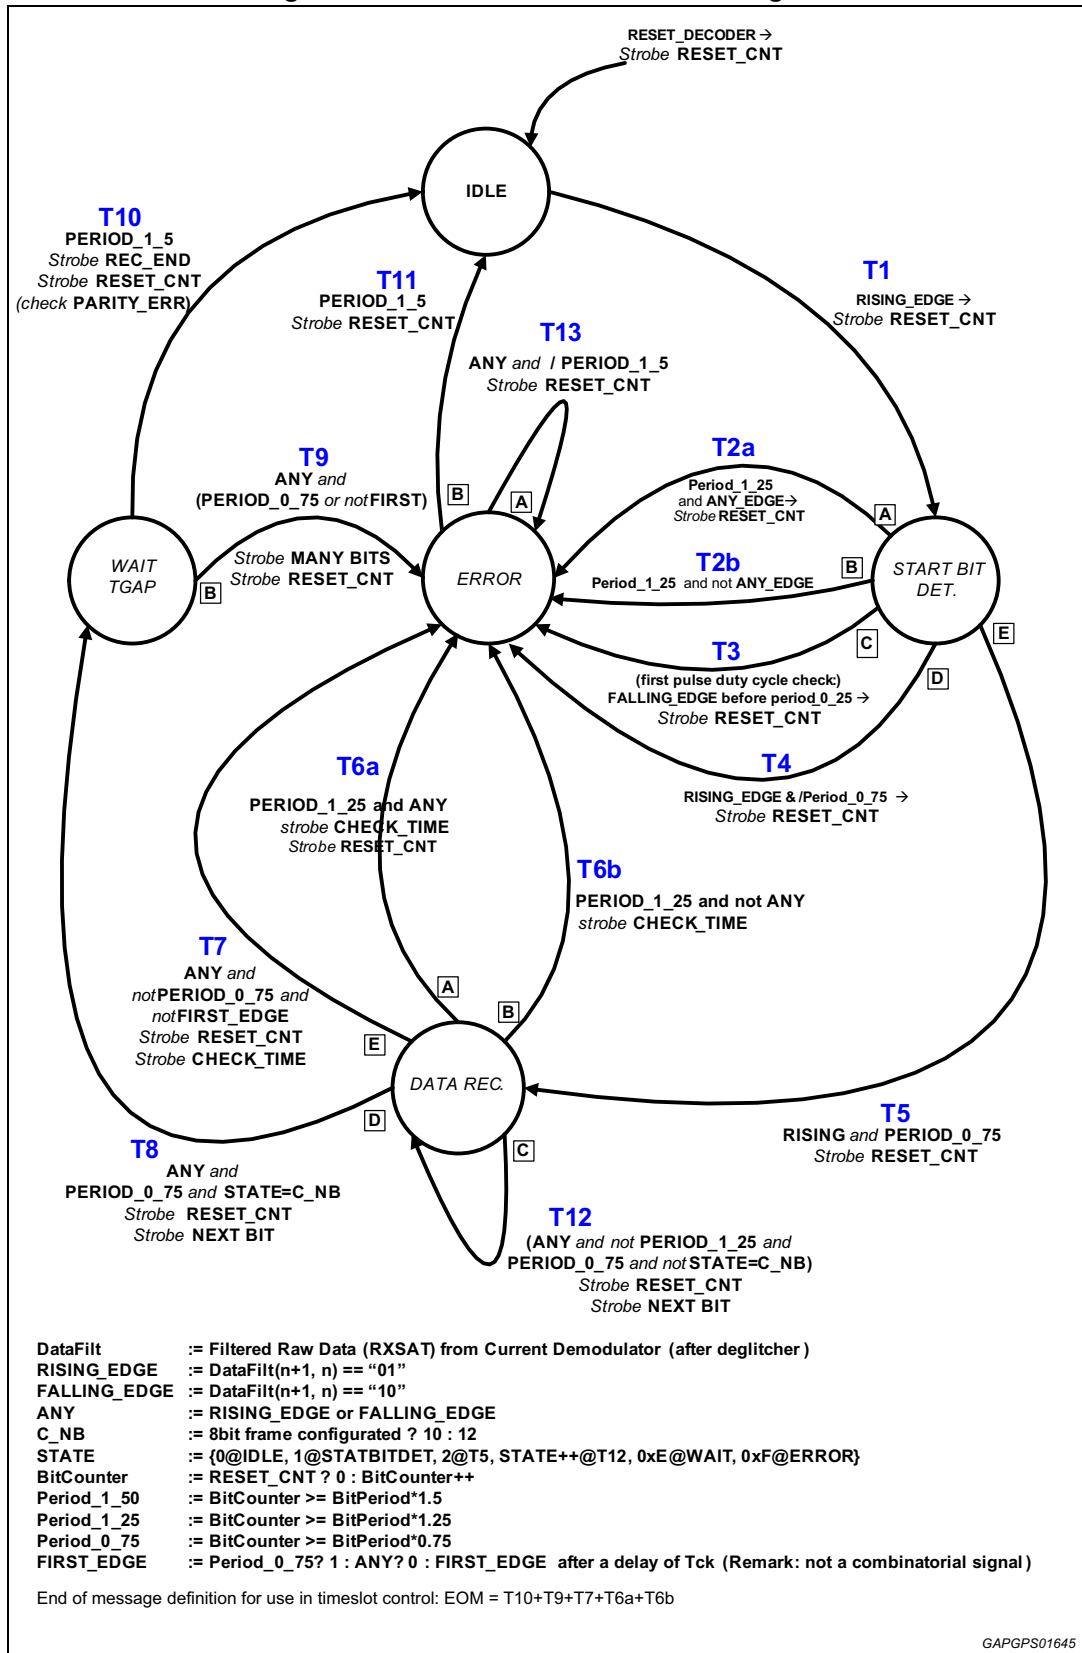 RESET_DECODER →
Strobe RESET_CNT
IDLE
T10
PERIOD_1_5
Strobe REC_END
Strobe RESET_CNT
(check PARITY_ERR)
T11
PERIOD_1_5
Strobe RESET_CNT
T1
RISING_EDGE →
Strobe RESET_CNT
T13
ANY and / PERIOD_1_5
Strobe RESET_CNT
T9
ANY and
(PERIOD_0_75 or not FIRST)
Strobe MANY BITS
Strobe RESET_CNT
B
A
T2a
Period_1_25
and ANY_EDGE→
Strobe RESET_CNT
A
T2b
Period_1_25 and not ANY_EDGE
B
WAIT
TGAP
B
ERROR
START BIT
DET.
C
E
D
T3
(first pulse duty cycle check:)
FALLING_EDGE before period_0_25 →
Strobe RESET_CNT
T4
RISING_EDGE & /Period_0_75 →
Strobe RESET_CNT
T6a
PERIOD_1_25 and ANY
strobe CHECK_TIME
Strobe RESET_CNT
T6b
PERIOD_1_25 and not ANY
strobe CHECK_TIME
T7
ANY and
not PERIOD_0_75 and
not FIRST_EDGE
Strobe RESET_CNT
Strobe CHECK_TIME
A
B
E
DATA REC.
D
C
T5
RISING and PERIOD_0_75
Strobe RESET_CNT
T8
ANY and
PERIOD_0_75 and STATE=C_NB
Strobe RESET_CNT
Strobe NEXT BIT
T12
(ANY and not PERIOD_1_25 and
PERIOD_0_75 and not STATE=C_NB)
Strobe RESET_CNT
Strobe NEXT BIT
DataFilt := Filtered Raw Data (RXSAT) from Current Demodulator (after deglitcher)
RISING_EDGE := DataFilt(n+1, n) == “01”
FALLING_EDGE := DataFilt(n+1, n) == “10”
ANY := RISING_EDGE or FALLING_EDGE
C_NB := 8bit frame configurated ? 10 : 12
STATE := {0@IDLE, 1@STATBITDET, 2@T5, STATE++@T12, 0xE@WAIT, 0xF@ERROR}
BitCounter := RESET_CNT ? 0 : BitCounter++
Period_1_50 := BitCounter >= BitPeriod*1.5
Period_1_25 := BitCounter >= BitPeriod*1.25
Period_0_75 := BitCounter >= BitPeriod*0.75
FIRST_EDGE := Period_0_75? 1 : ANY? 0 : FIRST_EDGE after a delay of Tck (Remark: not a combinatorial signal)
End of message definition for use in timeslot control: EOM = T10+T9+T7+T6a+T6b
GAPGPS01645